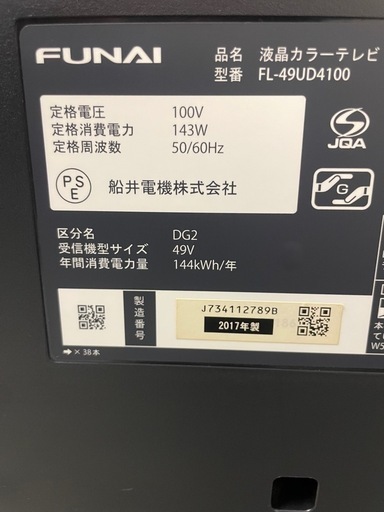 FUNAI
品名 液晶カラーテレビ
型番 FL-49UD4100
定格電圧 100V
定格消費電力 143W
定格周波数 50/60Hz
JQA
PS
E
船井電機株式会社
G
区分名 DG2
受信機型サイズ 49V
年間消費電力量 144kWh/年
製造番号
J734112789B
2017年製
➔× 38本